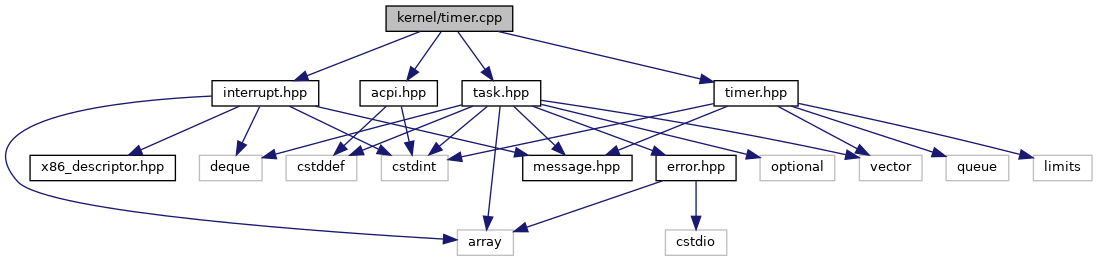 kernel/timer.cpp
interrupt.hpp
acpi.hpp
task.hpp
timer.hpp
x86_descriptor.hpp
deque
cstddef
cstdint
message.hpp
error.hpp
optional
vector
queue
limits
array
cstdio